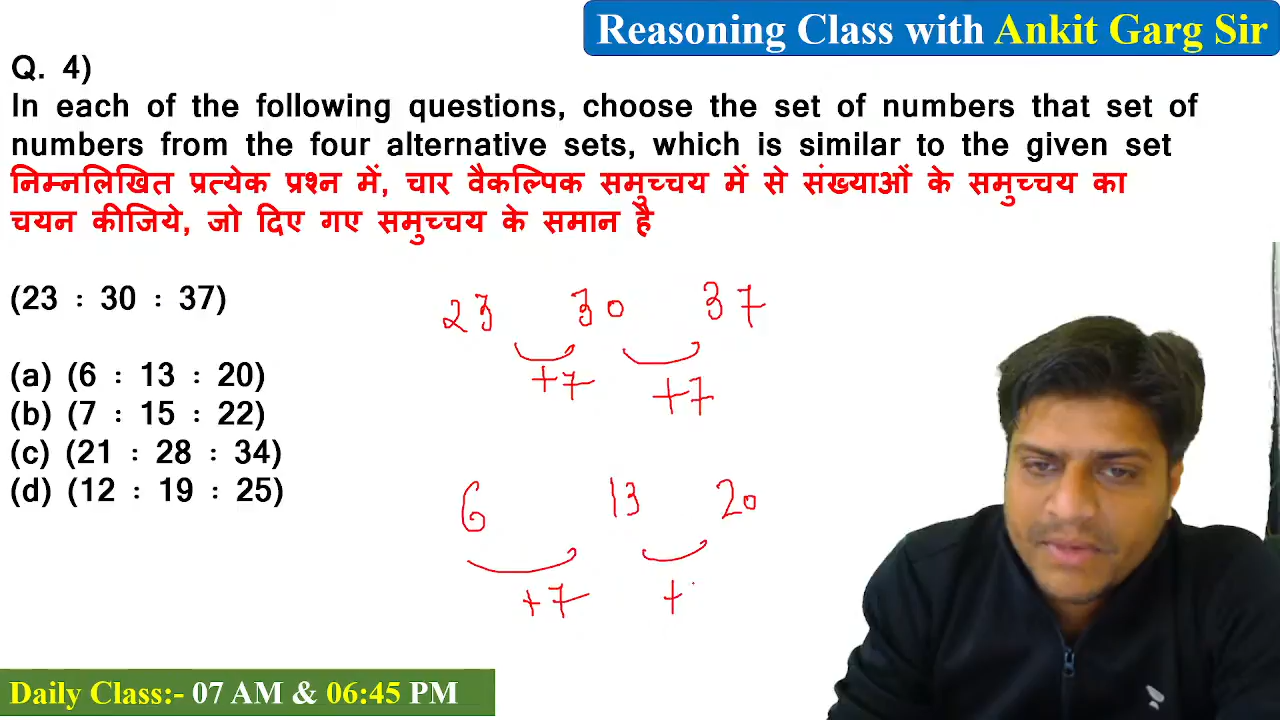 Reasoning Class with Ankit Garg Sir
Q. 4)
In each of the following questions, choose the set of numbers that set of
numbers from the four alternative sets, which is similar to the given set
निम्नलिखित प्रत्येक प्रश्न में, चार वैकल्पिक समुच्चय में से संख्याओं के समुच्चय का
चयन कीजिये, जो दिए गए समुच्चय के समान है
(23 : 30 : 37)
23 30 37
+7 +7
(a) (6 : 13 : 20)
(b) (7 : 15 : 22)
(c) (21 : 28 : 34)
(d) (12 : 19 : 25)
6 13 20
+7 +
Daily Class:- 07 AM & 06:45 PM